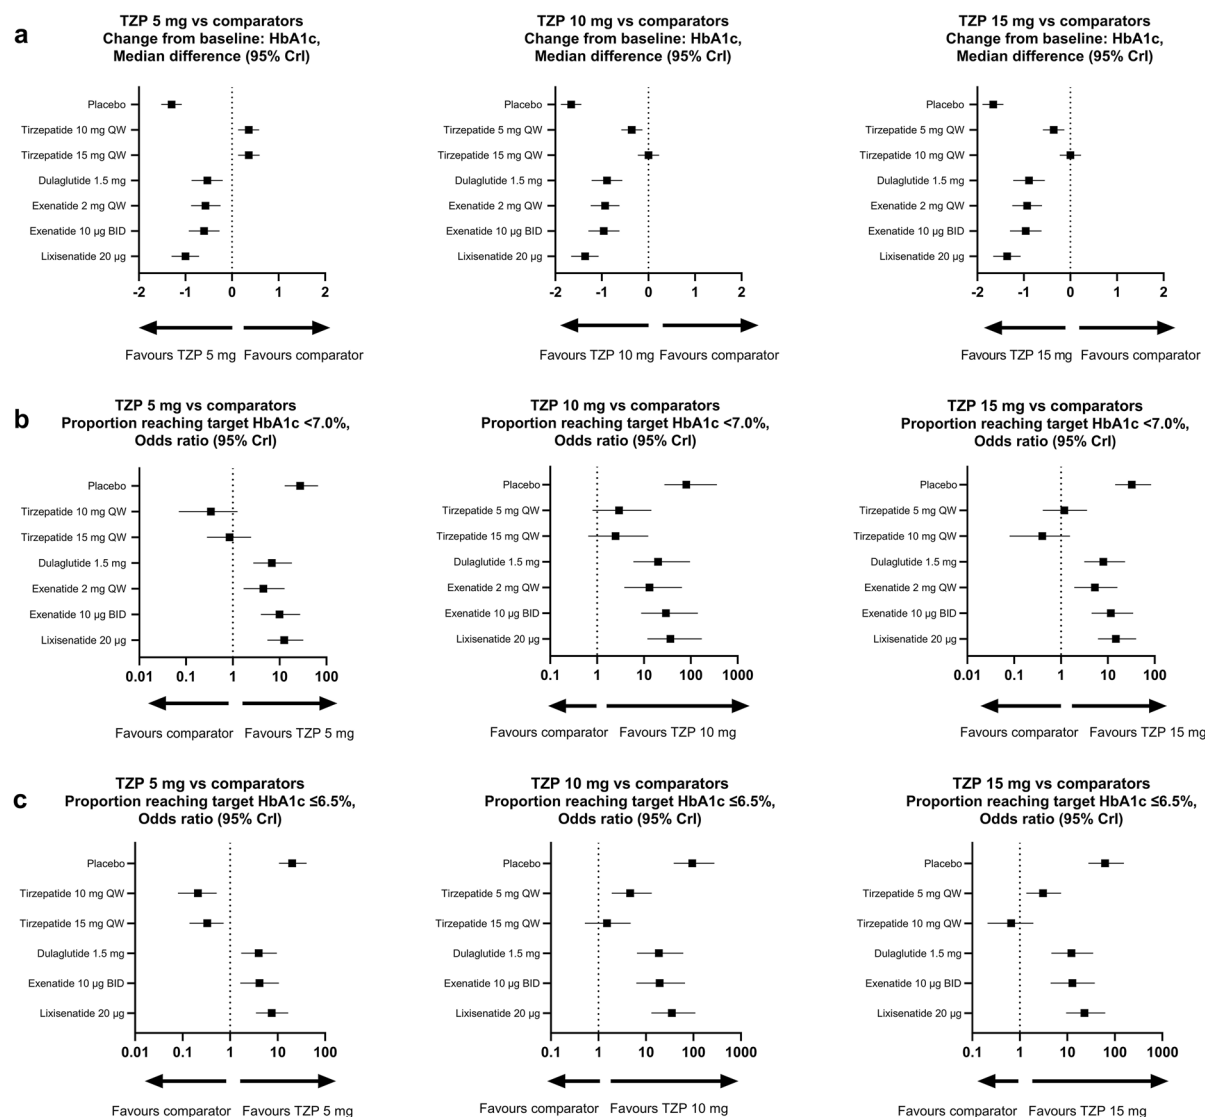 a
TZP 5 mg vs comparators
Change from baseline: HbA1c,
Median difference (95% CrI)
Placebo
Tirzepatide 10 mg QW
Tirzepatide 15 mg QW
Dulaglutide 1.5 mg
Exenatide 2 mg QW
Exenatide 10 µg BID
Lixisenatide 20 µg
-2 -1 0 1 2
Favours TZP 5 mg Favours comparator
TZP 10 mg vs comparators
Change from baseline: HbA1c,
Median difference (95% CrI)
Placebo
Tirzepatide 5 mg QW
Tirzepatide 15 mg QW
Dulaglutide 1.5 mg
Exenatide 2 mg QW
Exenatide 10 µg BID
Lixisenatide 20 µg
-2 -1 0 1 2
Favours TZP 10 mg Favours comparator
TZP 15 mg vs comparators
Change from baseline: HbA1c,
Median difference (95% CrI)
Placebo
Tirzepatide 5 mg QW
Tirzepatide 10 mg QW
Dulaglutide 1.5 mg
Exenatide 2 mg QW
Exenatide 10 µg BID
Lixisenatide 20 µg
-2 -1 0 1 2
Favours TZP 15 mg Favours comparator
b
TZP 5 mg vs comparators
Proportion reaching target HbA1c <7.0%,
Odds ratio (95% CrI)
Placebo
Tirzepatide 10 mg QW
Tirzepatide 15 mg QW
Dulaglutide 1.5 mg
Exenatide 2 mg QW
Exenatide 10 µg BID
Lixisenatide 20 µg
0.01 0.1 1 10 100
Favours comparator Favours TZP 5 mg
TZP 10 mg vs comparators
Proportion reaching target HbA1c <7.0%,
Odds ratio (95% CrI)
Placebo
Tirzepatide 5 mg QW
Tirzepatide 15 mg QW
Dulaglutide 1.5 mg
Exenatide 2 mg QW
Exenatide 10 µg BID
Lixisenatide 20 µg
0.1 1 10 100 1000
Favours comparator Favours TZP 10 mg
TZP 15 mg vs comparators
Proportion reaching target HbA1c <7.0%,
Odds ratio (95% CrI)
Placebo
Tirzepatide 5 mg QW
Tirzepatide 10 mg QW
Dulaglutide 1.5 mg
Exenatide 2 mg QW
Exenatide 10 µg BID
Lixisenatide 20 µg
0.01 0.1 1 10 100
Favours comparator Favours TZP 15 mg
c
TZP 5 mg vs comparators
Proportion reaching target HbA1c ≤6.5%,
Odds ratio (95% CrI)
Placebo
Tirzepatide 10 mg QW
Tirzepatide 15 mg QW
Dulaglutide 1.5 mg
Exenatide 10 µg BID
Lixisenatide 20 µg
0.01 0.1 1 10 100
Favours comparator Favours TZP 5 mg
TZP 10 mg vs comparators
Proportion reaching target HbA1c ≤6.5%,
Odds ratio (95% CrI)
Placebo
Tirzepatide 5 mg QW
Tirzepatide 15 mg QW
Dulaglutide 1.5 mg
Exenatide 10 µg BID
Lixisenatide 20 µg
0.1 1 10 100 1000
Favours comparator Favours TZP 10 mg
TZP 15 mg vs comparators
Proportion reaching target HbA1c ≤6.5%,
Odds ratio (95% CrI)
Placebo
Tirzepatide 5 mg QW
Tirzepatide 10 mg QW
Dulaglutide 1.5 mg
Exenatide 10 µg BID
Lixisenatide 20 µg
0.1 1 10 100 1000
Favours comparator Favours TZP 15 mg